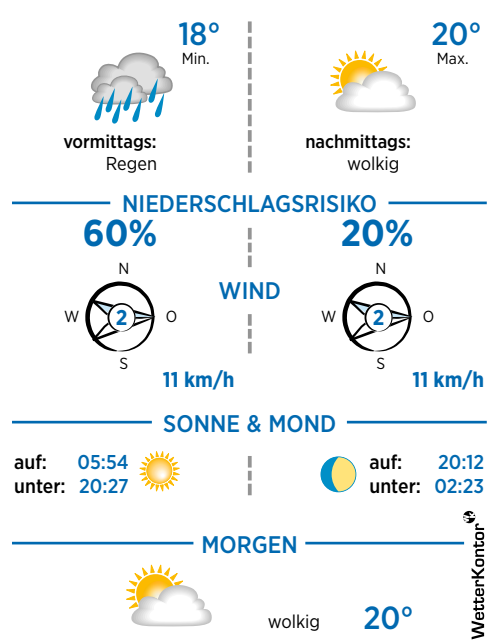 18°
Min.
vormittags:
Regen
20°
Max.
nachmittags:
wolkig
NIEDERSCHLAGSRISIKO
60%
20%
WIND
N
W
2
O
S
11 km/h
N
W
2
O
S
11 km/h
SONNE & MOND
auf: 05:54
unter: 20:27
auf: 20:12
unter: 02:23
MORGEN
wolkig 20°
WetterKontor